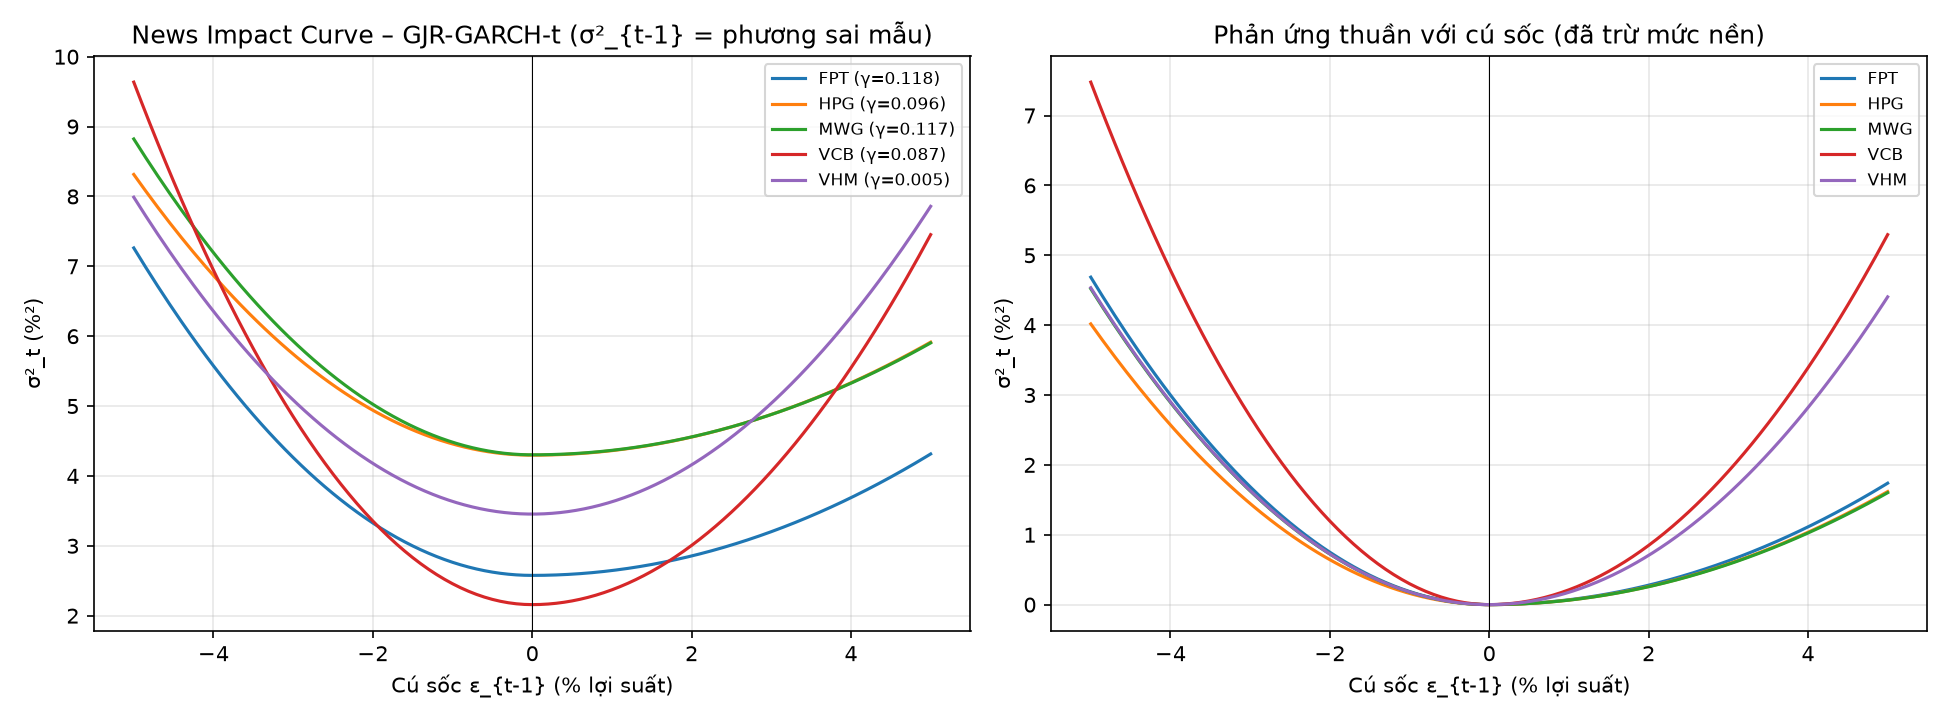 News Impact Curve – GJR-GARCH-t (σ²_{t-1} = phương sai mẫu)
10
9
8
7
6
5
4
3
2
σ²_t (%²)
−4
−2
0
2
4
Cú sốc ε_{t-1} (% lợi suất)
FPT (γ=0.118)
HPG (γ=0.096)
MWG (γ=0.117)
VCB (γ=0.087)
VHM (γ=0.005)
Phản ứng thuần với cú sốc (đã trừ mức nền)
7
6
5
4
3
2
1
0
σ²_t (%²)
−4
−2
0
2
4
Cú sốc ε_{t-1} (% lợi suất)
FPT
HPG
MWG
VCB
VHM